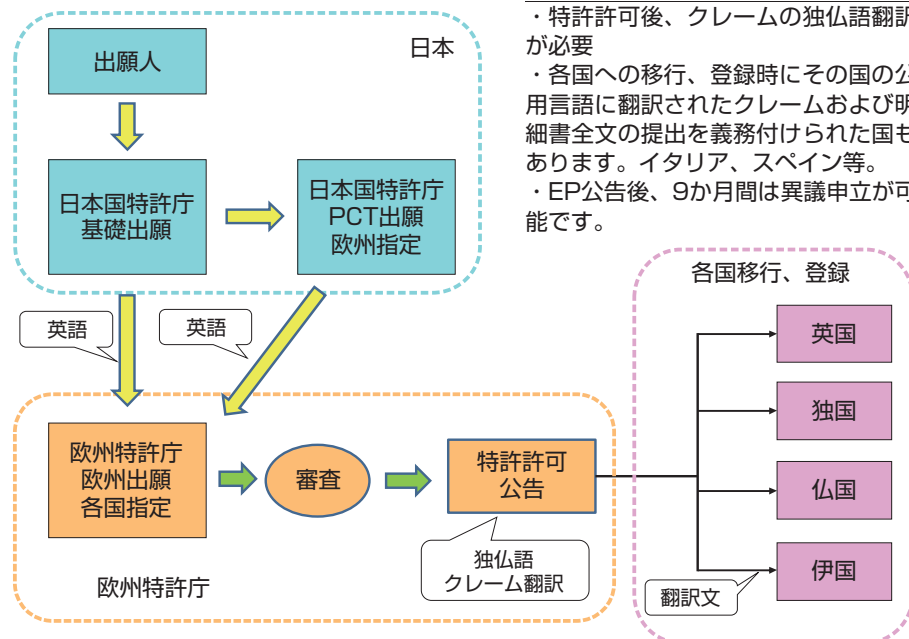 日本
出願人
日本国特許庁
基礎出願
日本国特許庁
PCT出願
欧州指定
・特許許可後、クレームの独仏語翻訳
が必要
・各国への移行、登録時にその国の公
用言語に翻訳されたクレームおよび明
細書全文の提出を義務付けられた国も
あります。イタリア、スペイン等。
・EP公告後、9か月間は異議申立が可
能です。
英語
英語
欧州特許庁
欧州出願
各国指定
審査
特許許可
公告
独仏語
クレーム翻訳
欧州特許庁
各国移行、登録
英国
独国
仏国
伊国
翻訳文